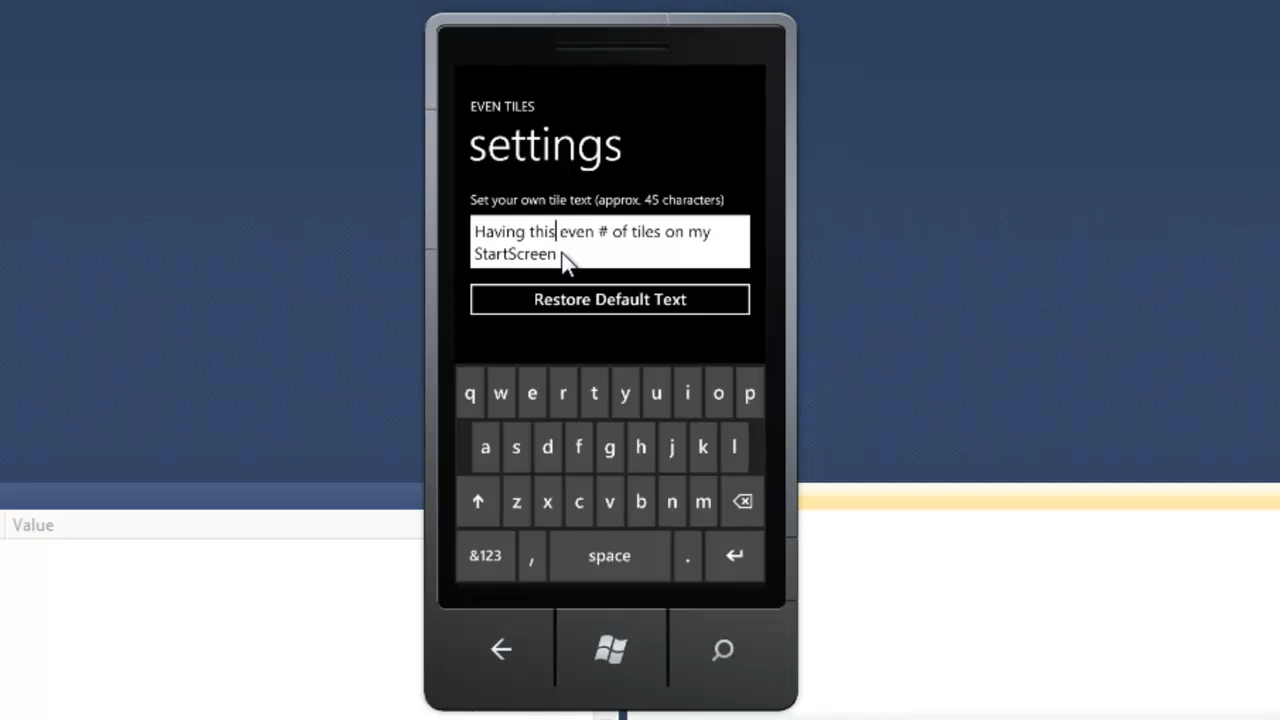 EVEN TILES
settings
Set your own tile text (approx. 45 characters)
Having this even # of tiles on my
StartScreen
Restore Default Text
q w e r t y u i o p
a s d f g h j k l
z x c v b n m
&123 , space .
Value